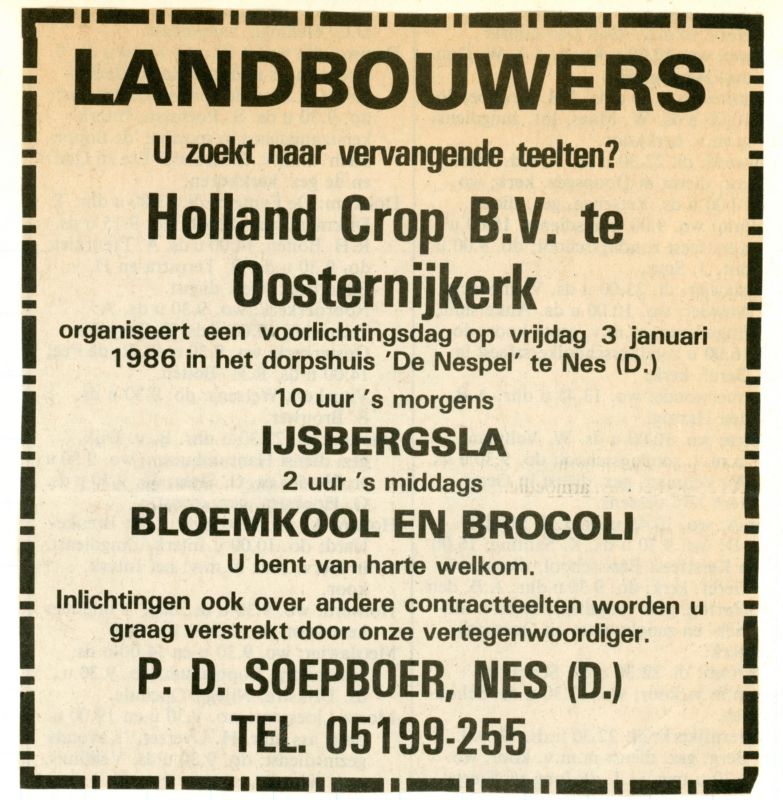 LANDBOUWERS
U zoekt naar vervangende teelten?
Holland Crop B.V. te
Oosternijkerk
organiseert een voorlichtingsdag op vrijdag 3 januari
1986 in het dorpshuis 'De Nespel' te Nes (D.)
10 uur 's morgens
IJSBERGSLA
2 uur 's middags
BLOEMKOOL EN BROCOLI
U bent van harte welkom.
Inlichtingen ook over andere contractteelten worden u
graag verstrekt door onze vertegenwoordiger.
P. D. SOEPBOER, NES (D.)
TEL. 05199-255